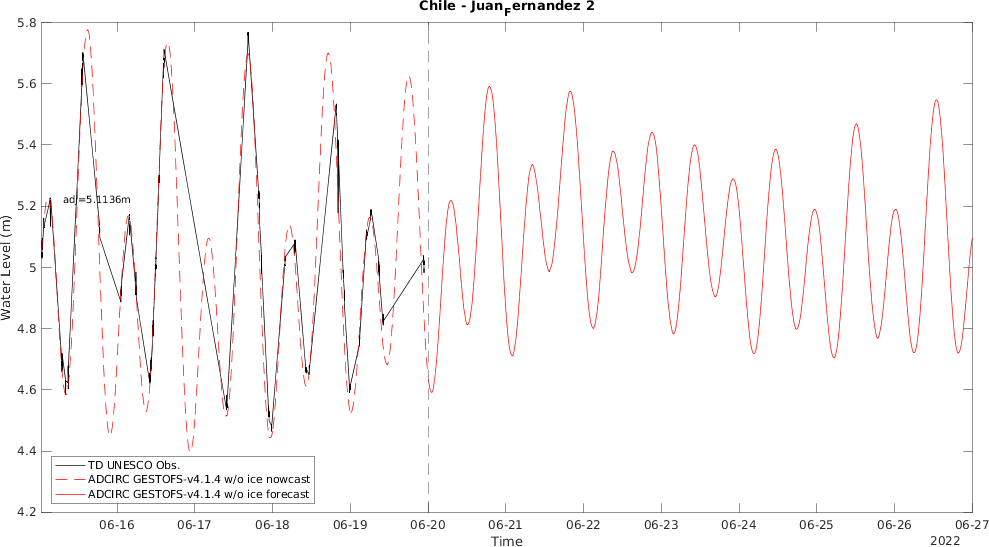 Chile - Juan_Fernandez 2
5.8
5.6
5.4
5.2
5
4.8
4.6
4.4
4.2
Water Level (m)
adj=5.1136m
TD UNESCO Obs.
ADCIRC GESTOFS-v4.1.4 w/o ice nowcast
ADCIRC GESTOFS-v4.1.4 w/o ice forecast
06-16 06-17 06-18 06-19 06-20 06-21 06-22 06-23 06-24 06-25 06-26 06-27
Time
2022